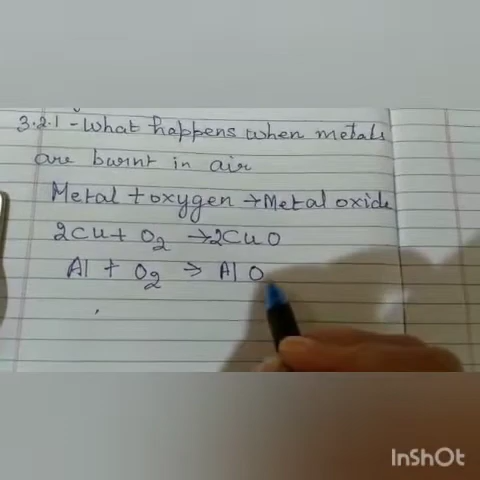 3.2.1 - What happens when metals
are burnt in air
Metal + oxygen → Metal oxide
2Cu + O2 → 2CuO
Al + O2 → Al O
InShOt